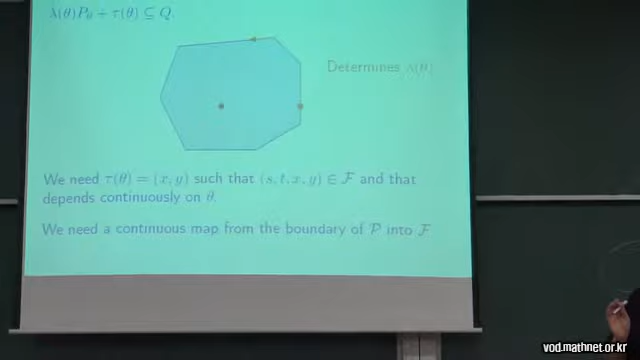 λ(θ)P_θ + τ(θ) ⊆ Q.
Determines λ(θ)
We need τ(θ) = (x, y) such that (s, t, x, y) ∈ 𝓕 and that
depends continuously on θ.
We need a continuous map from the boundary of 𝒫 into 𝓕
vod.mathnet.or.kr